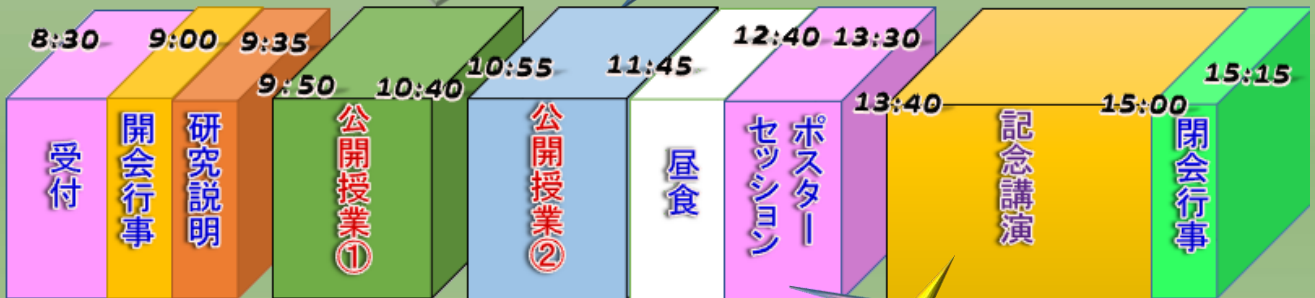 8:30
9:00
9:35
9:50
10:40
10:55
11:45
12:40
13:30
13:40
15:00
15:15
受付
開会行事
研究説明
公開授業①
公開授業②
昼食
ポスター
セッション
記念講演
閉会行事